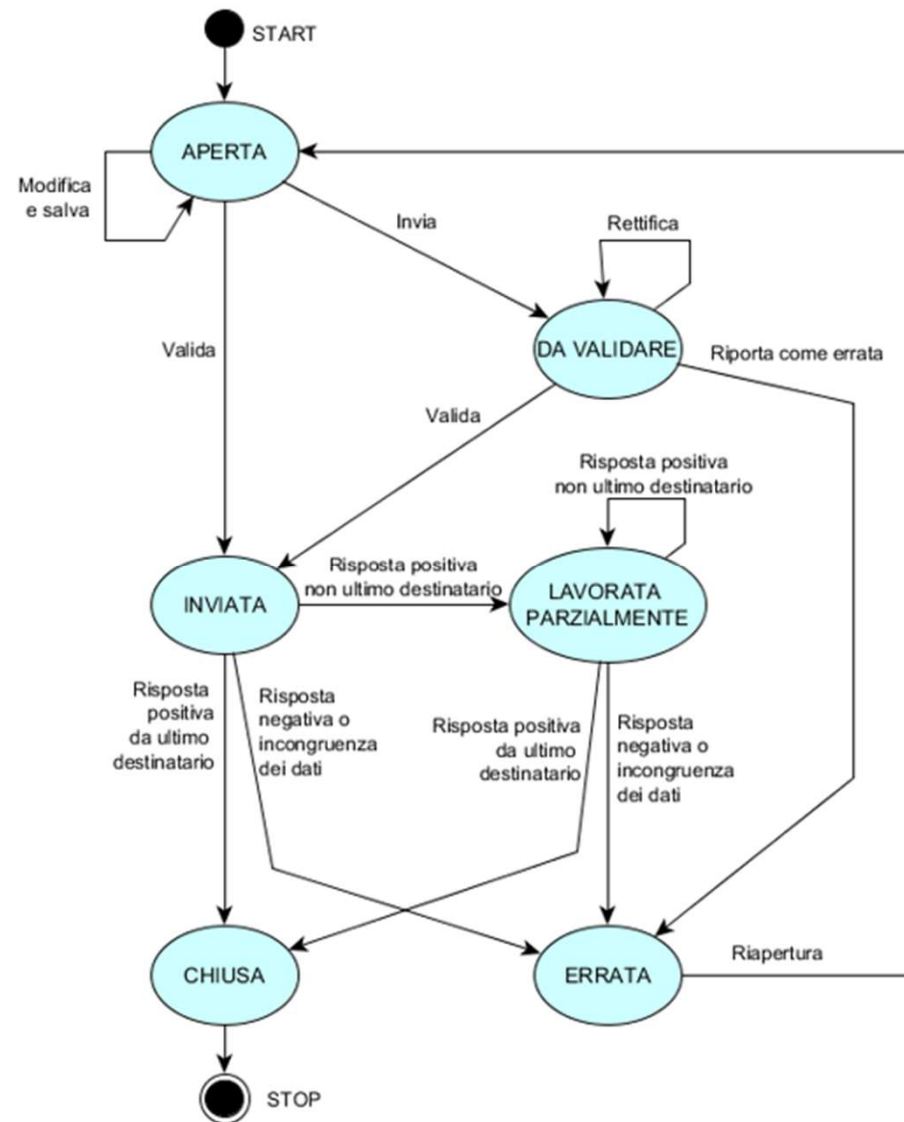 START
APERTA
Modifica
e salva
Invia
Rettifica
Valida
DA VALIDARE
Riporta come errata
Valida
Risposta positiva
non ultimo destinatario
Risposta positiva
non ultimo destinatario
INVIATA
LAVORATA
PARZIALMENTE
Risposta
positiva
da ultimo
destinatario
Risposta
negativa o
incongruenza
dei dati
Risposta positiva
da ultimo
destinatario
Risposta
negativa o
incongruenza
dei dati
CHIUSA
ERRATA
Riapertura
STOP